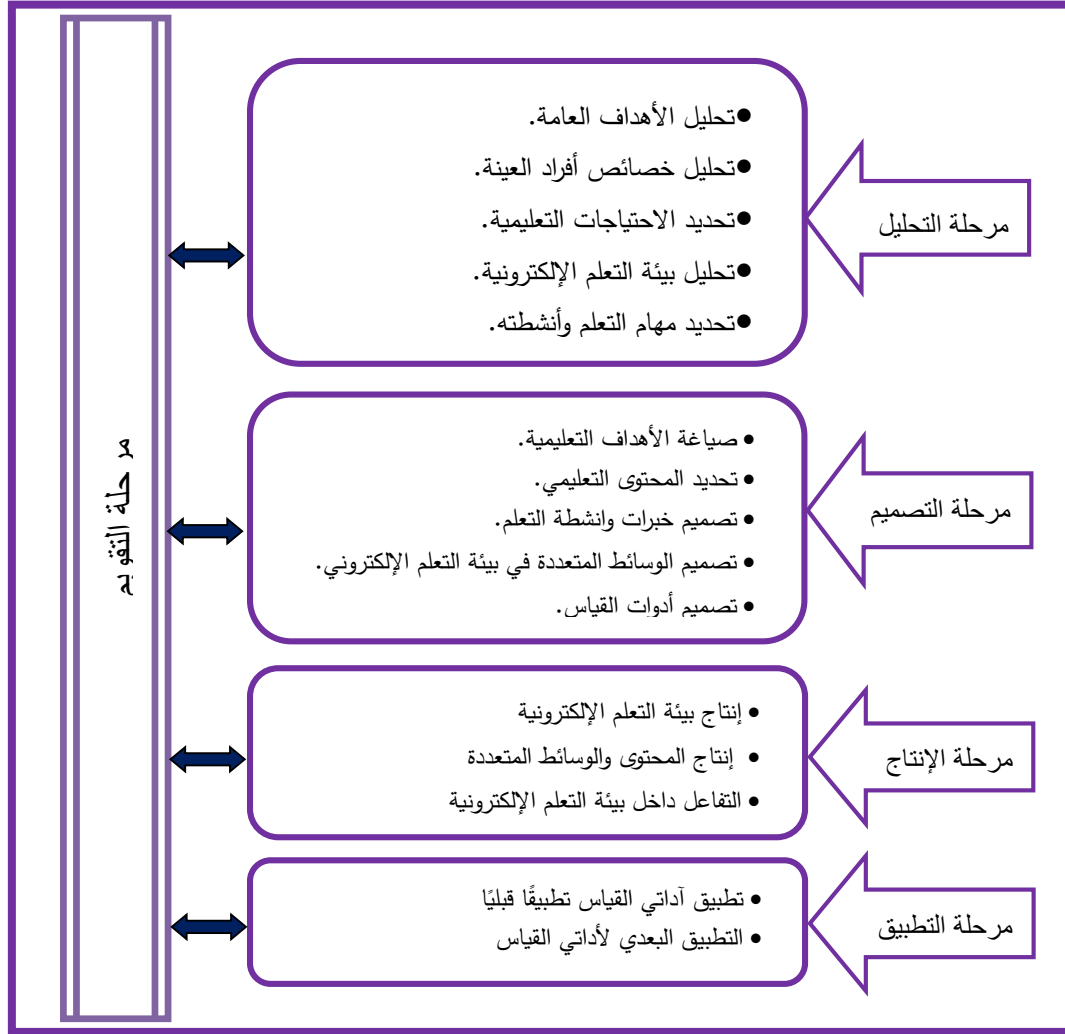 مرحلة التحليل
●تحليل الأهداف العامة.
●تحليل خصائص أفراد العينة.
●تحديد الاحتياجات التعليمية.
●تحليل بيئة التعلم الإلكترونية.
●تحديد مهام التعلم وأنشطته.
مرحلة التصميم
• صياغة الأهداف التعليمية.
• تحديد المحتوى التعليمي.
• تصميم خبرات وانشطة التعلم.
• تصميم الوسائط المتعددة في بيئة التعلم الإلكتروني.
• تصميم أدوات القياس.
مرحلة الإنتاج
• إنتاج بيئة التعلم الإلكترونية
• إنتاج المحتوى والوسائط المتعددة
• التفاعل داخل بيئة التعلم الإلكترونية
مرحلة التطبيق
• تطبيق آداتي القياس تطبيقًا قبليًا
• التطبيق البعدي لأداتي القياس
مرحلة التقويم